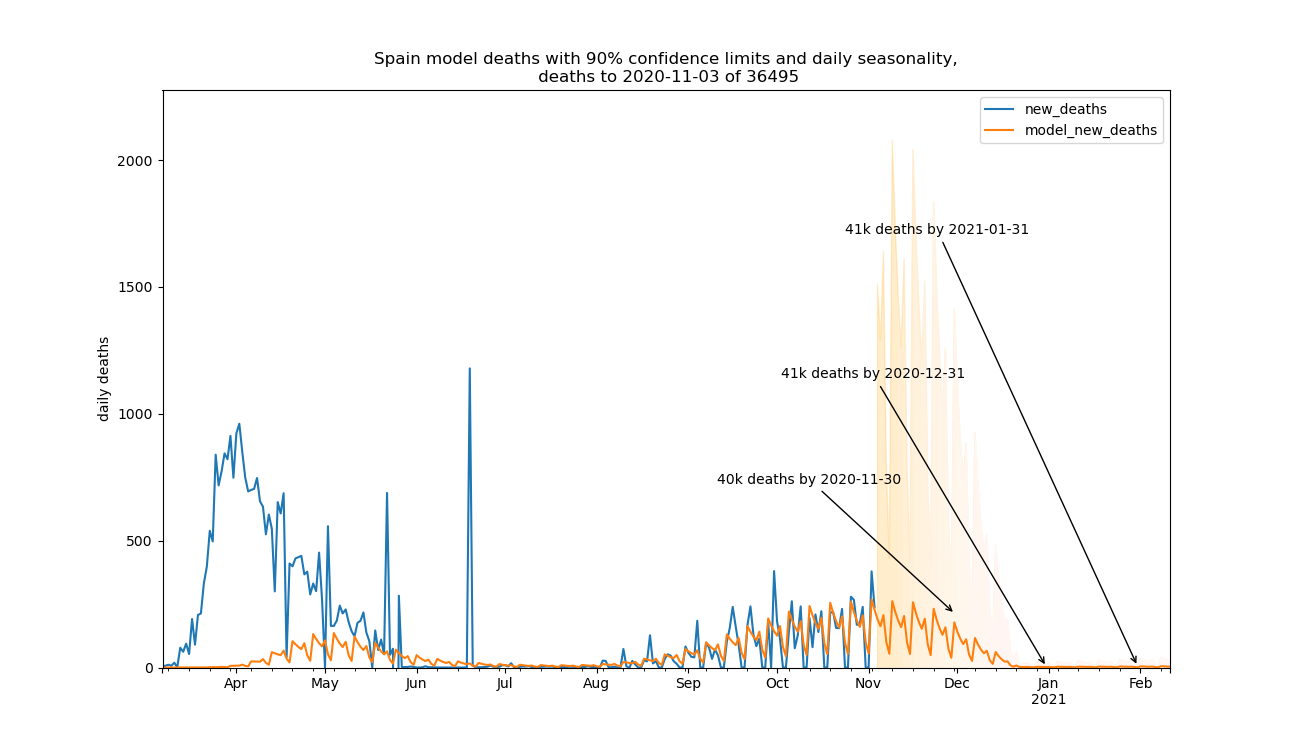 Spain model deaths with 90% confidence limits and daily seasonality,
deaths to 2020-11-03 of 36495
new_deaths
model_new_deaths
2000
1500
1000
500
0
daily deaths
41k deaths by 2021-01-31
41k deaths by 2020-12-31
40k deaths by 2020-11-30
Apr May Jun Jul Aug Sep Oct Nov Dec Jan Feb
2021